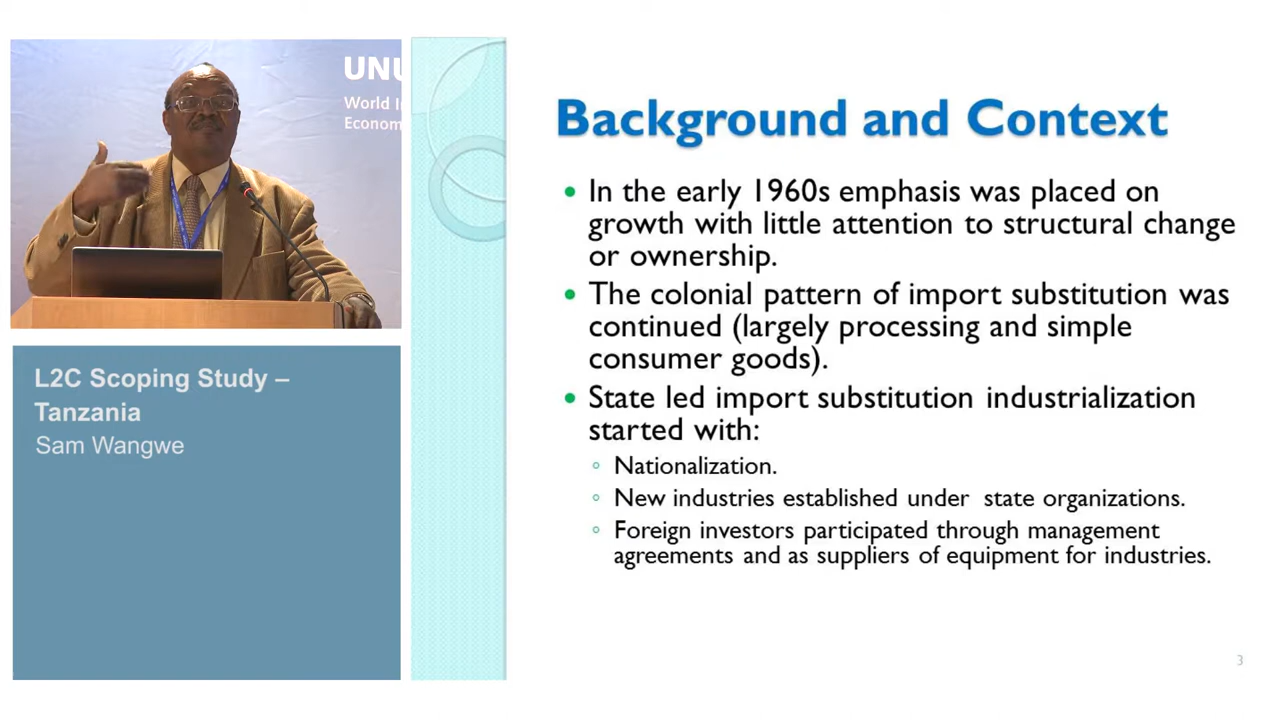 UNU
World I
Econom
L2C Scoping Study –
Tanzania
Sam Wangwe
Background and Context
• In the early 1960s emphasis was placed on
growth with little attention to structural change
or ownership.
• The colonial pattern of import substitution was
continued (largely processing and simple
consumer goods).
• State led import substitution industrialization
started with:
◦ Nationalization.
◦ New industries established under state organizations.
◦ Foreign investors participated through management
agreements and as suppliers of equipment for industries.
3